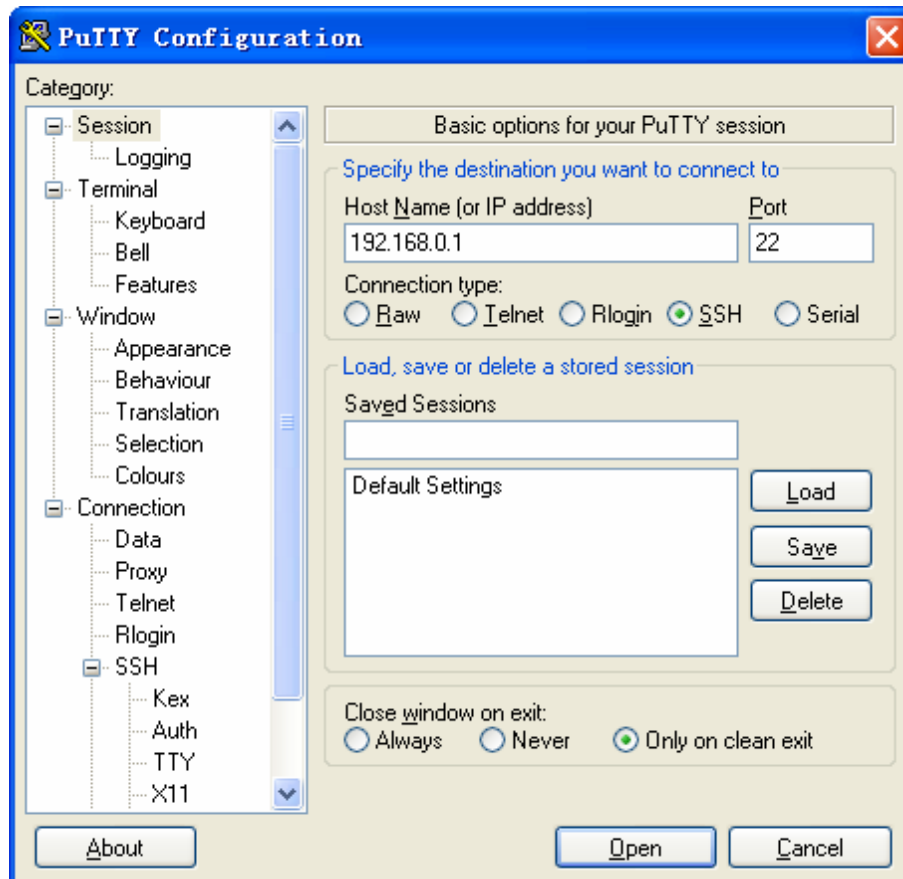 PuTTY Configuration
Category:
Session
Logging
Terminal
Keyboard
Bell
Features
Window
Appearance
Behaviour
Translation
Selection
Colours
Connection
Data
Proxy
Telnet
Rlogin
SSH
Kex
Auth
TTY
X11
Basic options for your PuTTY session
Specify the destination you want to connect to
Host Name (or IP address) Port
192.168.0.1 22
Connection type:
Raw Telnet Rlogin SSH Serial
Load, save or delete a stored session
Saved Sessions
Default Settings
Load
Save
Delete
Close window on exit:
Always Never Only on clean exit
About Open Cancel